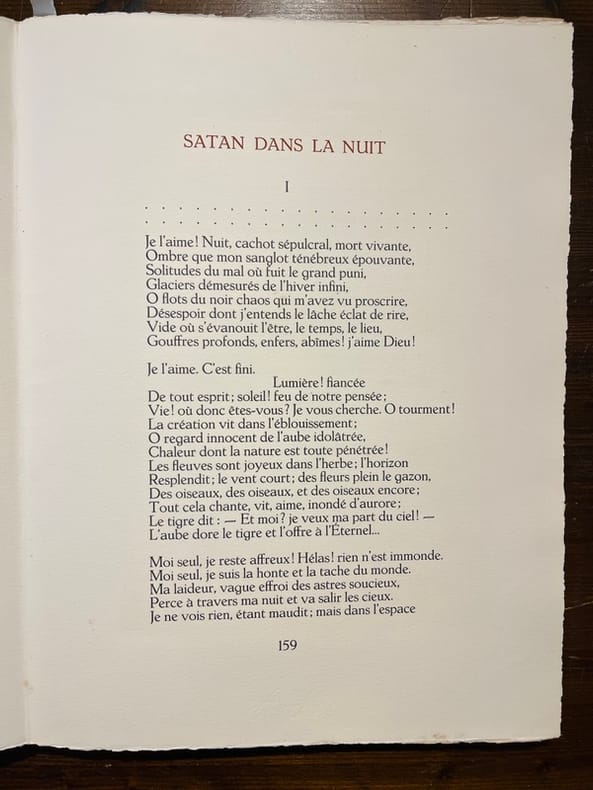 SATAN DANS LA NUIT
I
. . . . . . . . . . . . . . . . . .
. . . . . . . . . . . . . . . . . .
Je l'aime! Nuit, cachot sépulcral, mort vivante,
Ombre que mon sanglot ténébreux épouvante,
Solitudes du mal où fuit le grand puni,
Glaciers démesurés de l'hiver infini,
O flots du noir chaos qui m'avez vu proscrire,
Désespoir dont j'entends le lâche éclat de rire,
Vide où s'évanouit l'être, le temps, le lieu,
Gouffres profonds, enfers, abîmes! j'aime Dieu!
Je l'aime. C'est fini.
Lumière! fiancée
De tout esprit; soleil! feu de notre pensée;
Vie! où donc êtes-vous? Je vous cherche. O tourment!
La création vit dans l'éblouissement;
O regard innocent de l'aube idolâtrée,
Chaleur dont la nature est toute pénétrée!
Les fleuves sont joyeux dans l'herbe; l'horizon
Resplendit; le vent court; des fleurs plein le gazon,
Des oiseaux, des oiseaux, et des oiseaux encore;
Tout cela chante, vit, aime, inondé d'aurore;
Le tigre dit : — Et moi? je veux ma part du ciel! —
L'aube dore le tigre et l'offre à l'Éternel...
Moi seul, je reste affreux! Hélas! rien n'est immonde.
Moi seul, je suis la honte et la tache du monde.
Ma laideur, vague effroi des astres soucieux,
Perce à travers ma nuit et va salir les cieux.
Je ne vois rien, étant maudit; mais dans l'espace
159